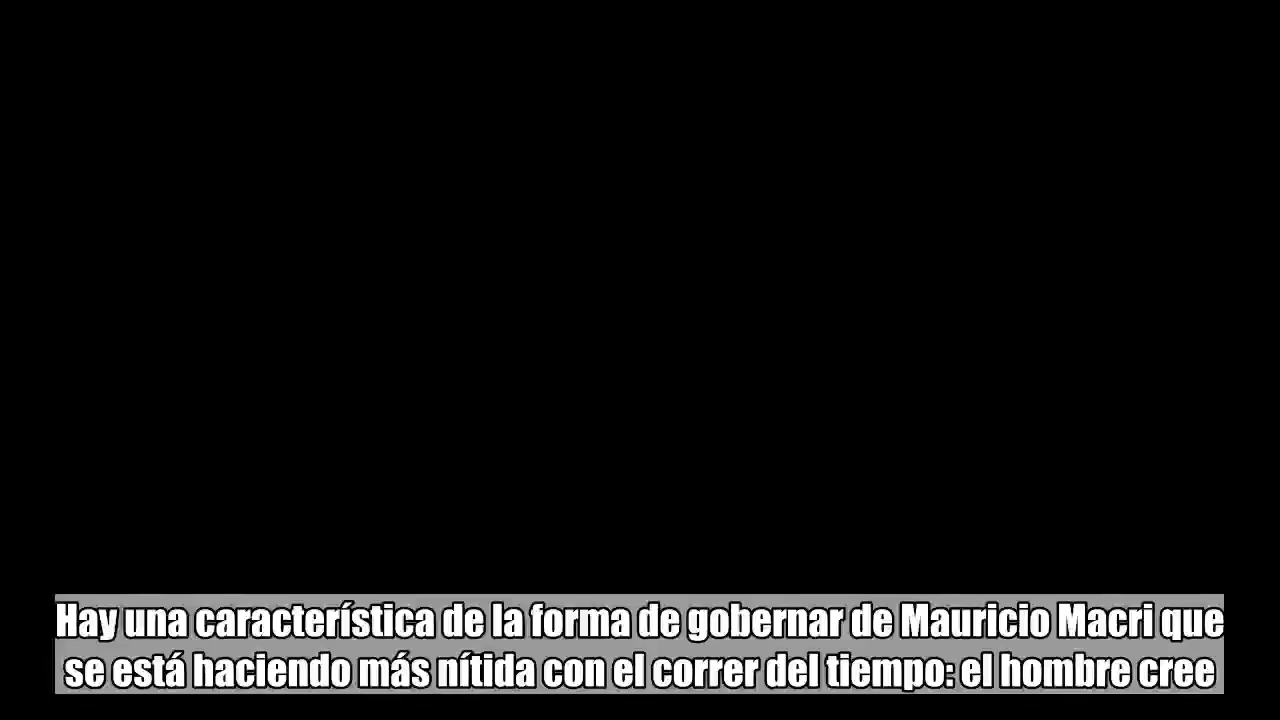 Hay una característica de la forma de gobernar de Mauricio Macri que
se está haciendo más nítida con el correr del tiempo: el hombre cree